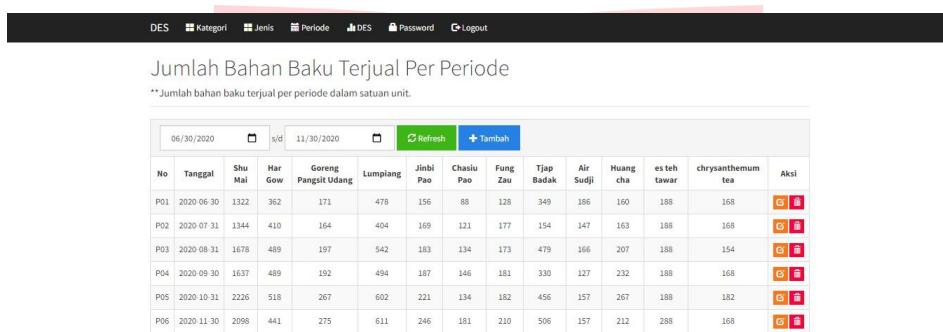 DES Kategori Jenis Periode DES Password Logout
Jumlah Bahan Baku Terjual Per Periode
**Jumlah bahan baku terjual per periode dalam satuan unit.
06/30/2020 s/d 11/30/2020 Refresh Tambah
No Tanggal Shu Mai Har Gow Goreng Pangsit Udang Lumpiang Jinbi Pao Chasiu Pao Fung Zau Tjap Badak Air Sudji Huang cha es teh tawar chrysanthemum tea Aksi
P01 2020-06-30 1322 362 171 478 156 88 128 349 186 160 188 168
P02 2020-07-31 1344 410 164 404 169 121 177 154 147 163 188 168
P03 2020-08-31 1678 489 197 542 183 134 173 479 166 207 188 154
P04 2020-09-30 1637 489 192 494 187 146 181 330 127 232 188 168
P05 2020-10-31 2226 518 267 602 221 134 182 456 157 267 188 182
P06 2020-11-30 2098 441 275 611 246 181 210 506 157 212 288 168